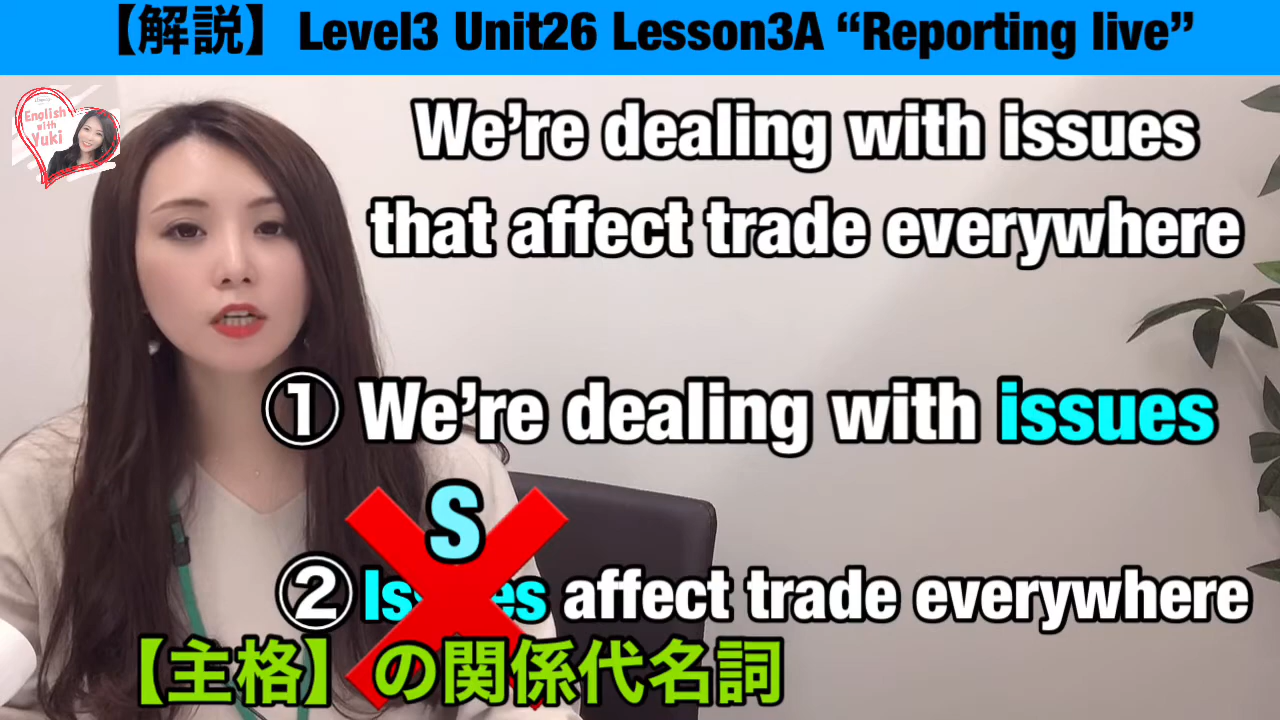 【解説】Level3 Unit26 Lesson3A “Reporting live”
English
with
Yuki
We're dealing with issues
that affect trade everywhere
① We're dealing with issues
S
② Issues affect trade everywhere
【主格】の関係代名詞